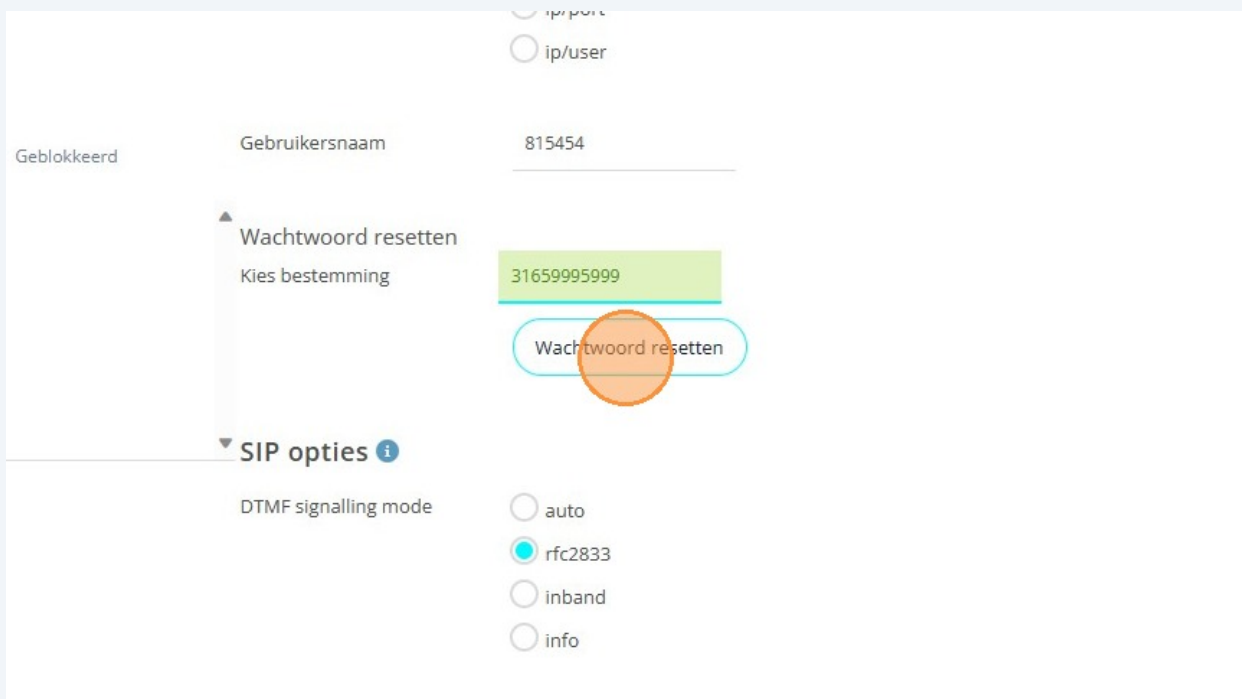 ip/user
Gebruikersnaam 815454
Geblokkeerd
Wachtwoord resetten
Kies bestemming 31659995999
Wachtwoord resetten
SIP opties
DTMF signalling mode auto
rfc2833
inband
info